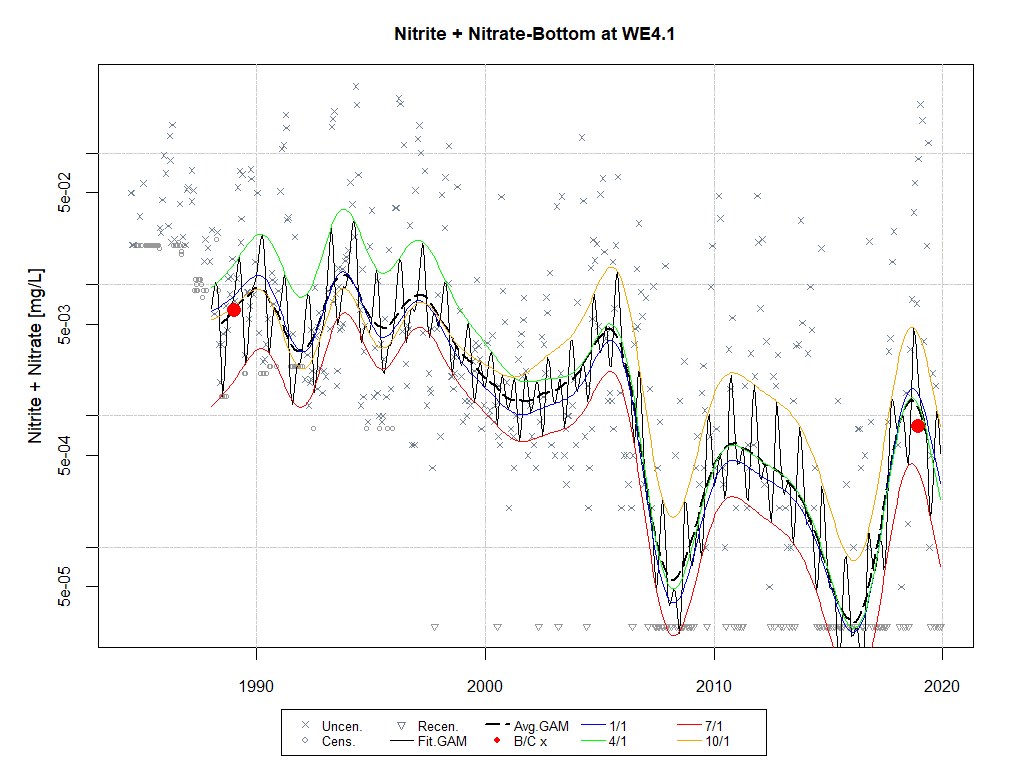 Nitrite + Nitrate-Bottom at WE4.1
Nitrite + Nitrate [mg/L]
5e-02
5e-03
5e-04
5e-05
1990 2000 2010 2020
Uncen. Recen. Avg.GAM 1/1 7/1
Cens. Fit.GAM B/C x 4/1 10/1